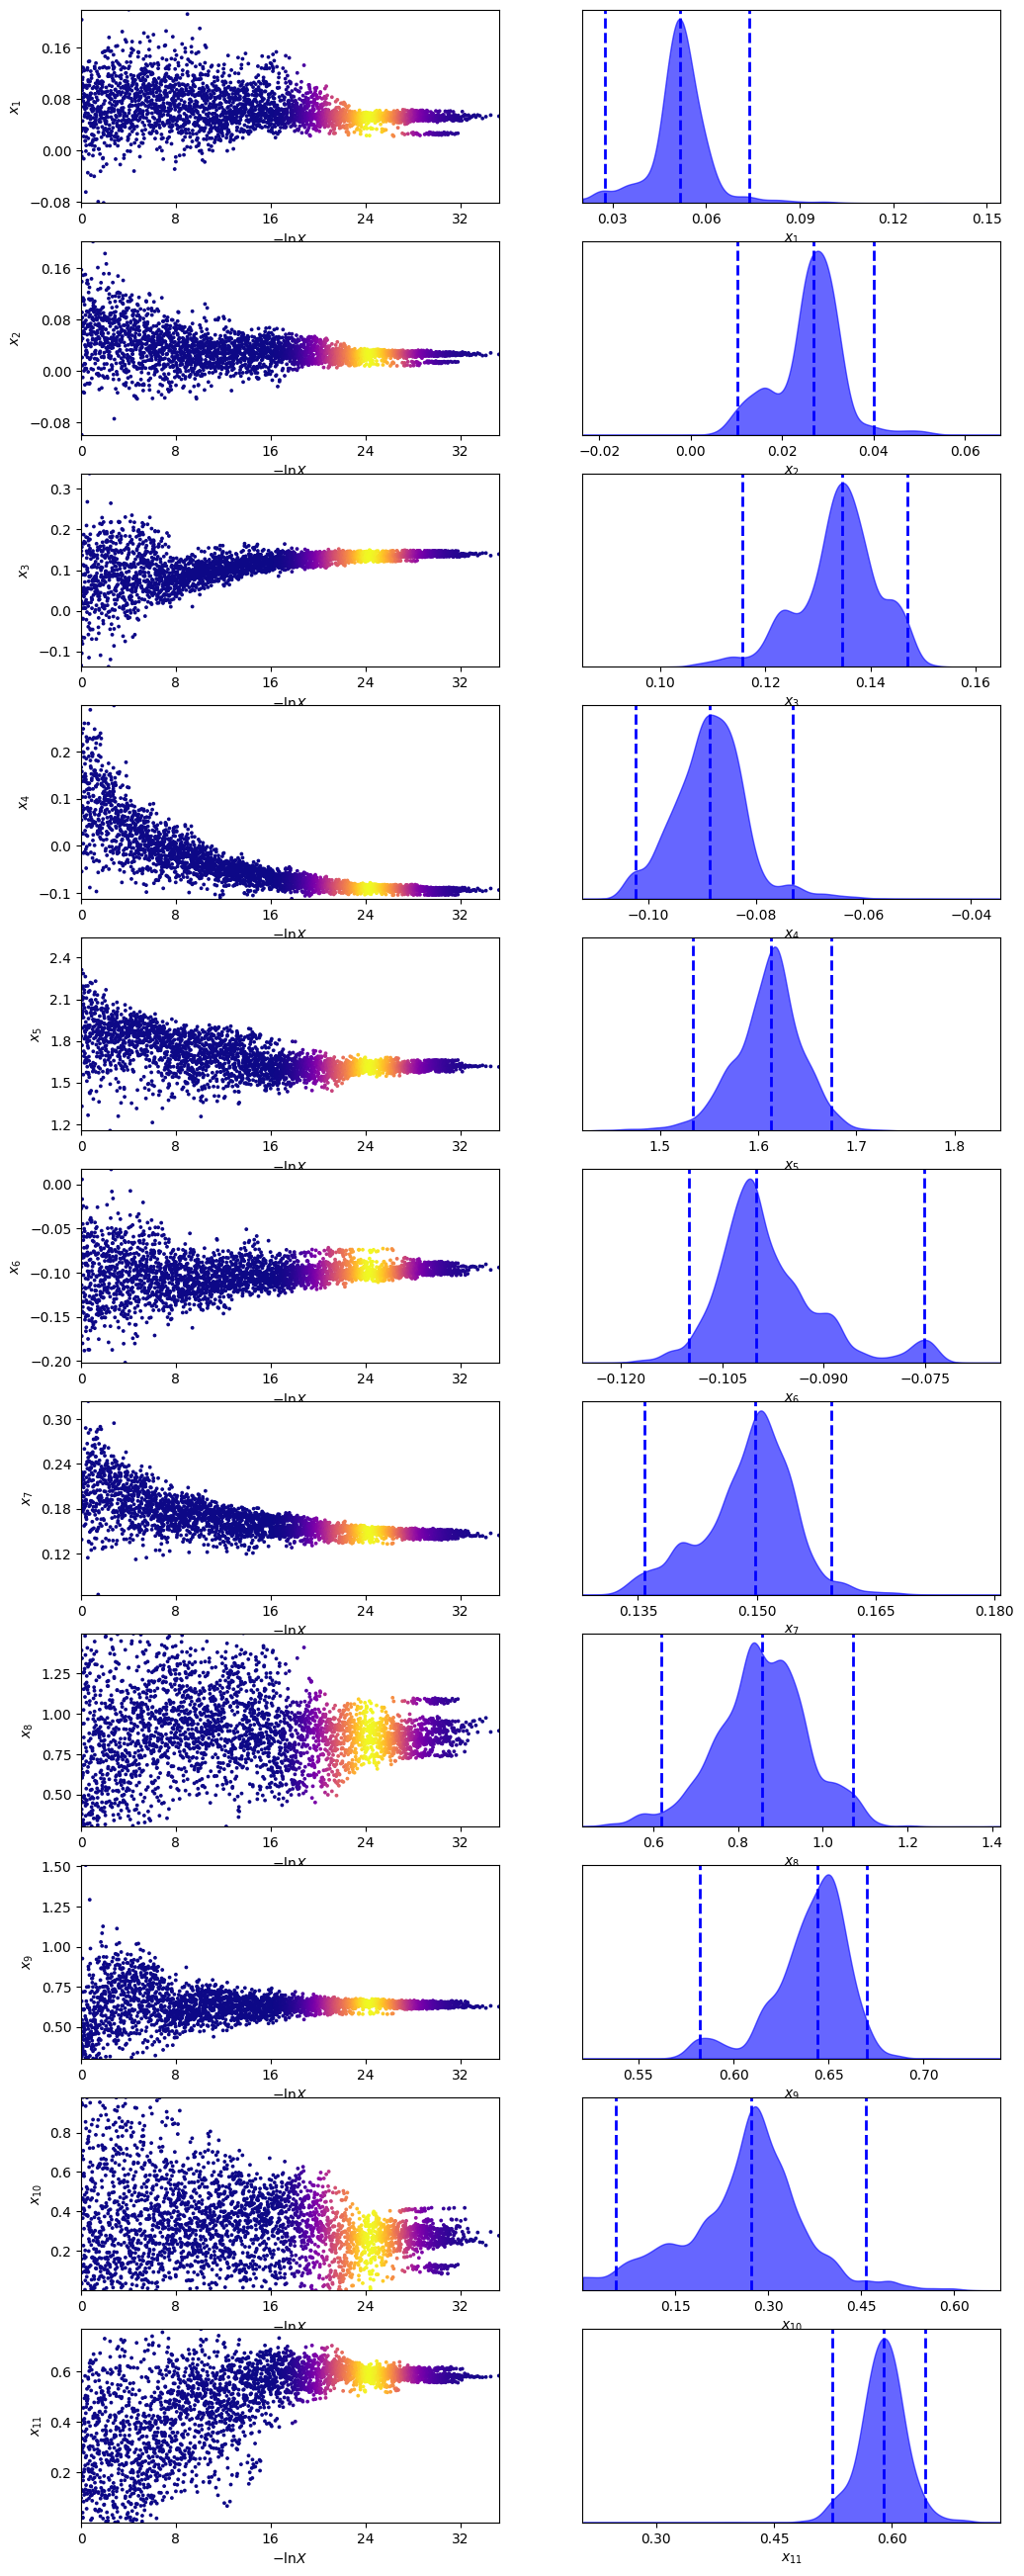 0.16
0.08
0.00
−0.08
x₁
0 8 16 24 32
−lnX
0.03 0.06 0.09 0.12 0.15
x₁
0.16
0.08
0.00
−0.08
x₂
0 8 16 24 32
−lnX
−0.02 0.00 0.02 0.04 0.06
x₂
0.3
0.2
0.1
0.0
−0.1
x₃
0 8 16 24 32
−lnX
0.10 0.12 0.14 0.16
x₃
0.2
0.1
0.0
−0.1
x₄
0 8 16 24 32
−lnX
−0.10 −0.08 −0.06 −0.04
x₄
2.4
2.1
1.8
1.5
1.2
x₅
0 8 16 24 32
−lnX
1.5 1.6 1.7 1.8
x₅
0.00
−0.05
−0.10
−0.15
−0.20
x₆
0 8 16 24 32
−lnX
−0.120 −0.105 −0.090 −0.075
x₆
0.30
0.24
0.18
0.12
x₇
0 8 16 24 32
−lnX
0.135 0.150 0.165 0.180
x₇
1.25
1.00
0.75
0.50
x₈
0 8 16 24 32
−lnX
0.6 0.8 1.0 1.2 1.4
x₈
1.50
1.25
1.00
0.75
0.50
x₉
0 8 16 24 32
−lnX
0.55 0.60 0.65 0.70
x₉
0.8
0.6
0.4
0.2
x₁₀
0 8 16 24 32
−lnX
0.15 0.30 0.45 0.60
x₁₀
0.6
0.4
0.2
x₁₁
0 8 16 24 32
−lnX
0.30 0.45 0.60
x₁₁